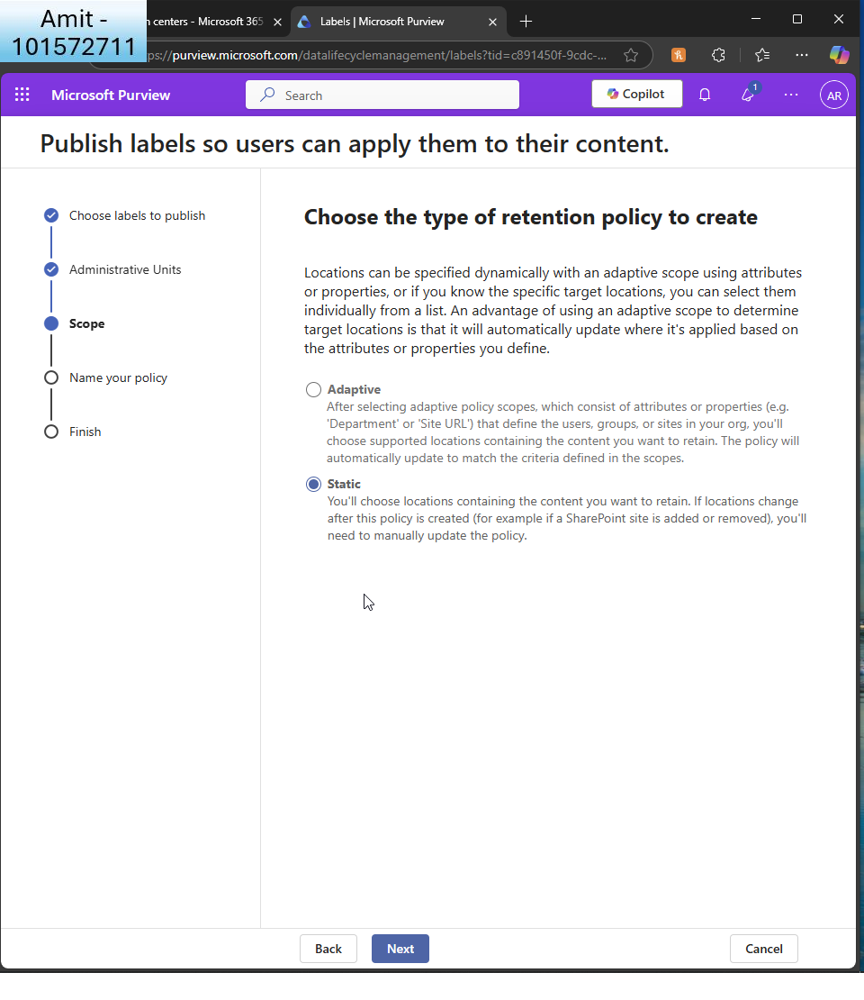 Amit -
101572711
n centers - Microsoft 365
Labels | Microsoft Purview
ps://purview.microsoft.com/datalifecyclemanagement/labels?tid=c891450f-9cdc-...
Microsoft Purview
Search
Copilot
1
AR
Publish labels so users can apply them to their content.
Choose labels to publish
Administrative Units
Scope
Name your policy
Finish
Choose the type of retention policy to create
Locations can be specified dynamically with an adaptive scope using attributes
or properties, or if you know the specific target locations, you can select them
individually from a list. An advantage of using an adaptive scope to determine
target locations is that it will automatically update where it's applied based on
the attributes or properties you define.
Adaptive
After selecting adaptive policy scopes, which consist of attributes or properties (e.g.
'Department' or 'Site URL') that define the users, groups, or sites in your org, you'll
choose supported locations containing the content you want to retain. The policy will
automatically update to match the criteria defined in the scopes.
Static
You'll choose locations containing the content you want to retain. If locations change
after this policy is created (for example if a SharePoint site is added or removed), you'll
need to manually update the policy.
Back
Next
Cancel